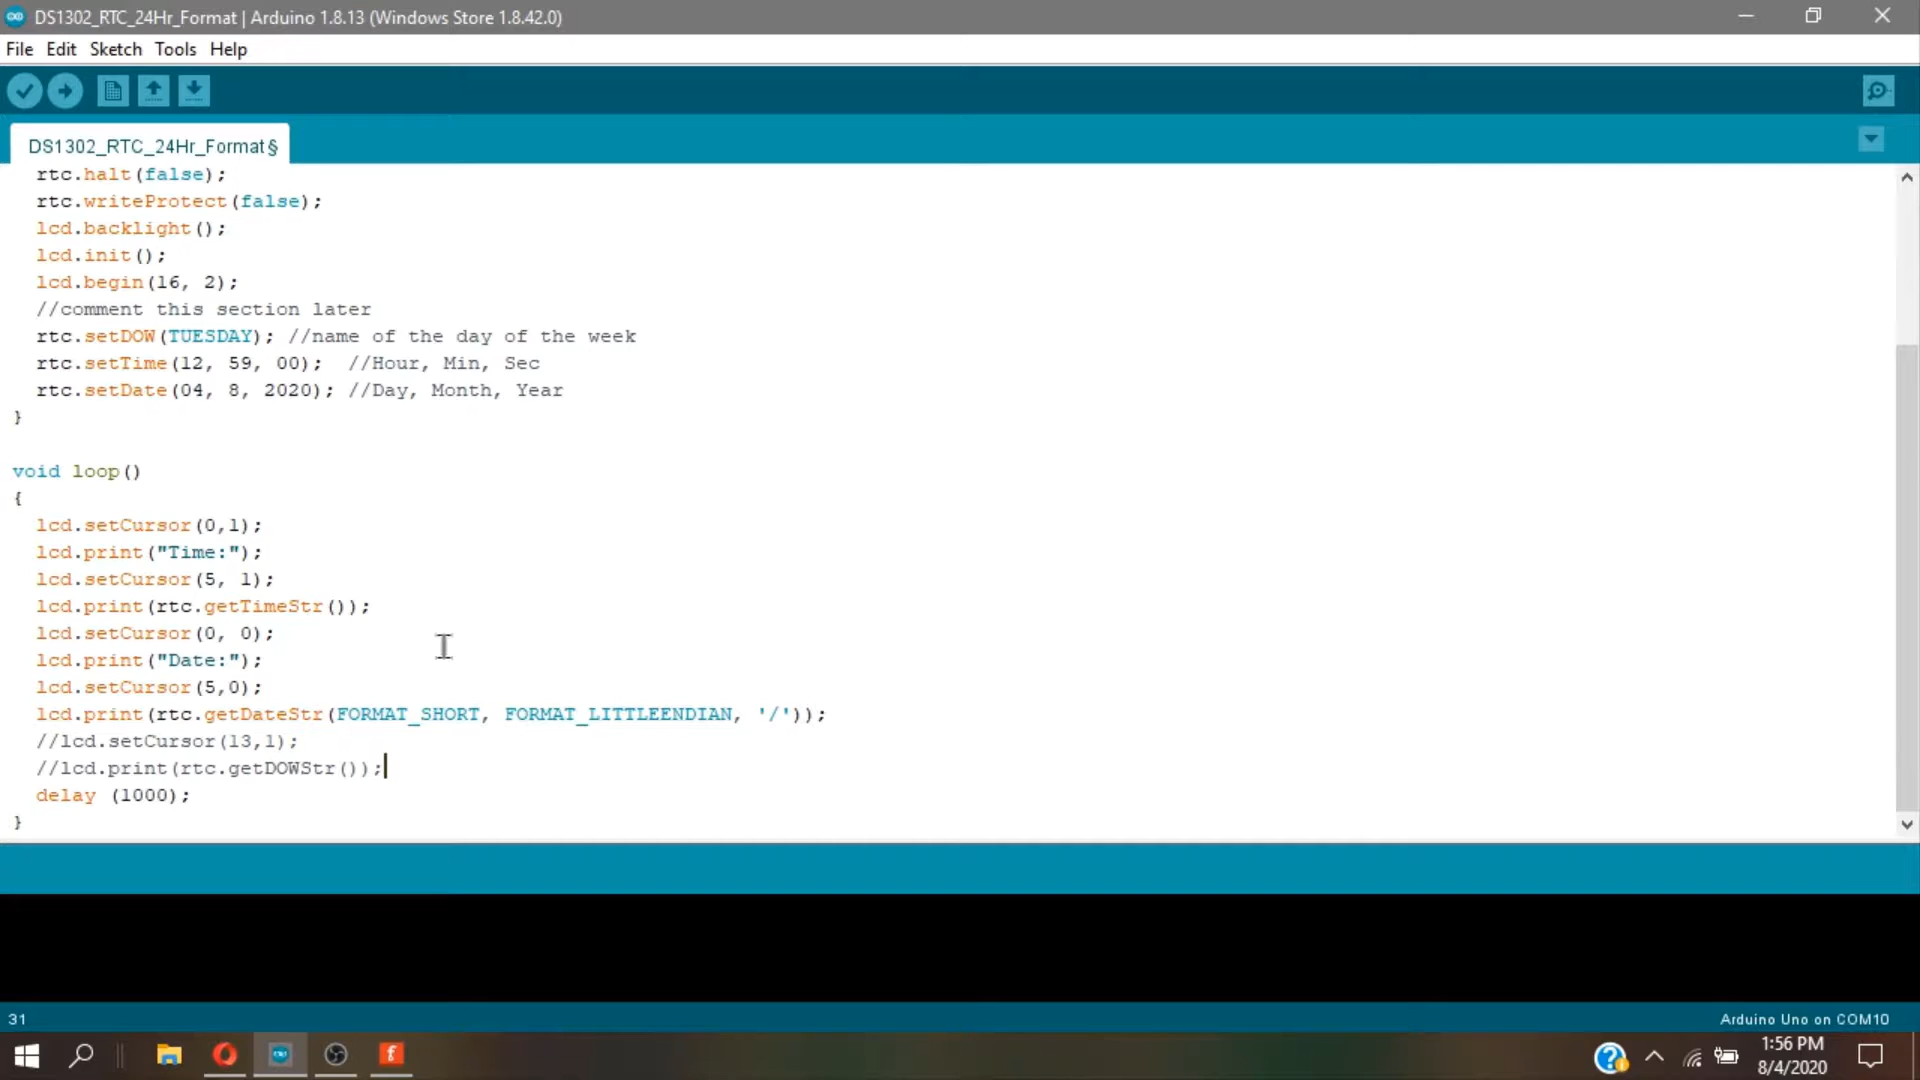 DS1302_RTC_24Hr_Format | Arduino 1.8.13 (Windows Store 1.8.42.0)
File Edit Sketch Tools Help
DS1302_RTC_24Hr_Format§
rtc.halt(false);
rtc.writeProtect(false);
lcd.backlight();
lcd.init();
lcd.begin(16, 2);
//comment this section later
rtc.setDOW(TUESDAY); //name of the day of the week
rtc.setTime(12, 59, 00); //Hour, Min, Sec
rtc.setDate(04, 8, 2020); //Day, Month, Year
}
void loop()
{
lcd.setCursor(0,1);
lcd.print("Time:");
lcd.setCursor(5, 1);
lcd.print(rtc.getTimeStr());
lcd.setCursor(0, 0);
lcd.print("Date:");
lcd.setCursor(5,0);
lcd.print(rtc.getDateStr(FORMAT_SHORT, FORMAT_LITTLEENDIAN, '/'));
//lcd.setCursor(13,1);
//lcd.print(rtc.getDOWStr());
delay (1000);
}
31
Arduino Uno on COM10
1:56 PM
8/4/2020